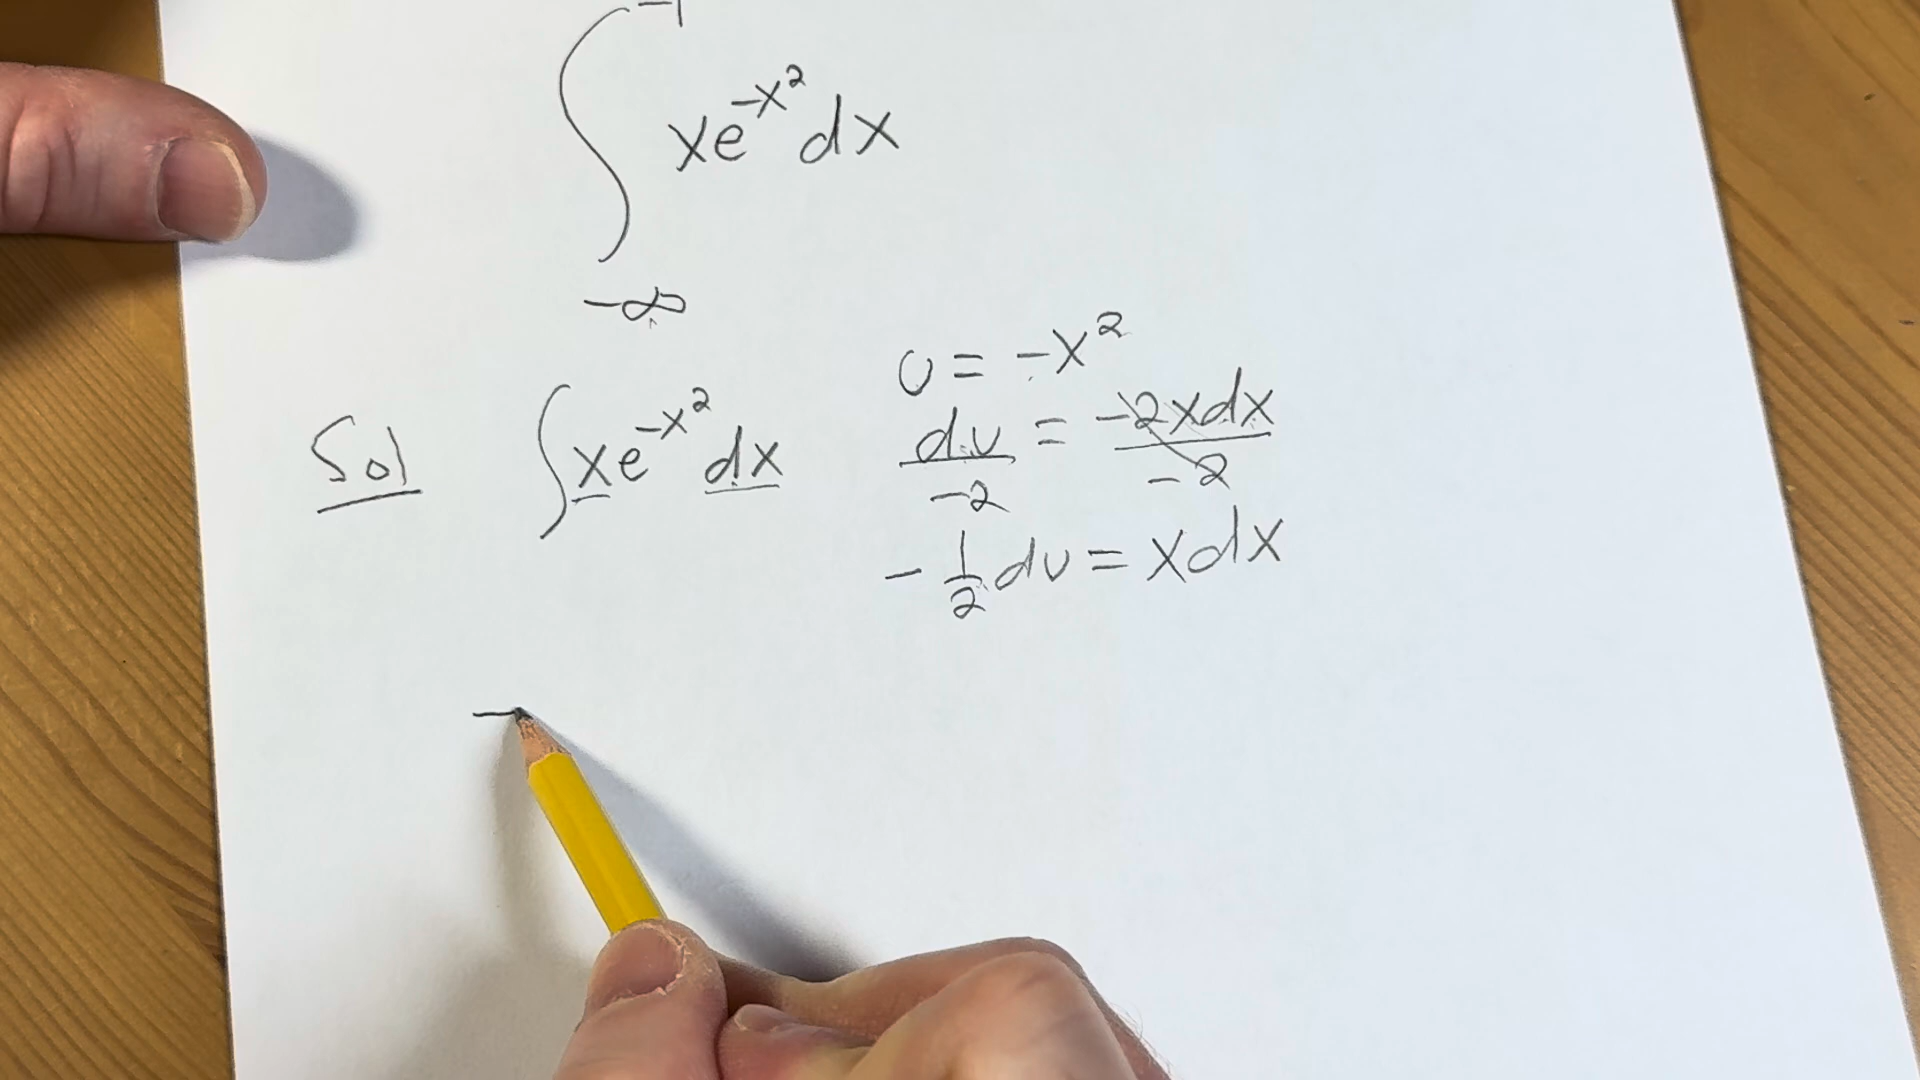 ∫_{-∞}^{-1} xe^{-x²}dx
Sol ∫xe^{-x²}dx
u = -x²
du/-2 = -2xdx/-2
-1/2 du = xdx
-